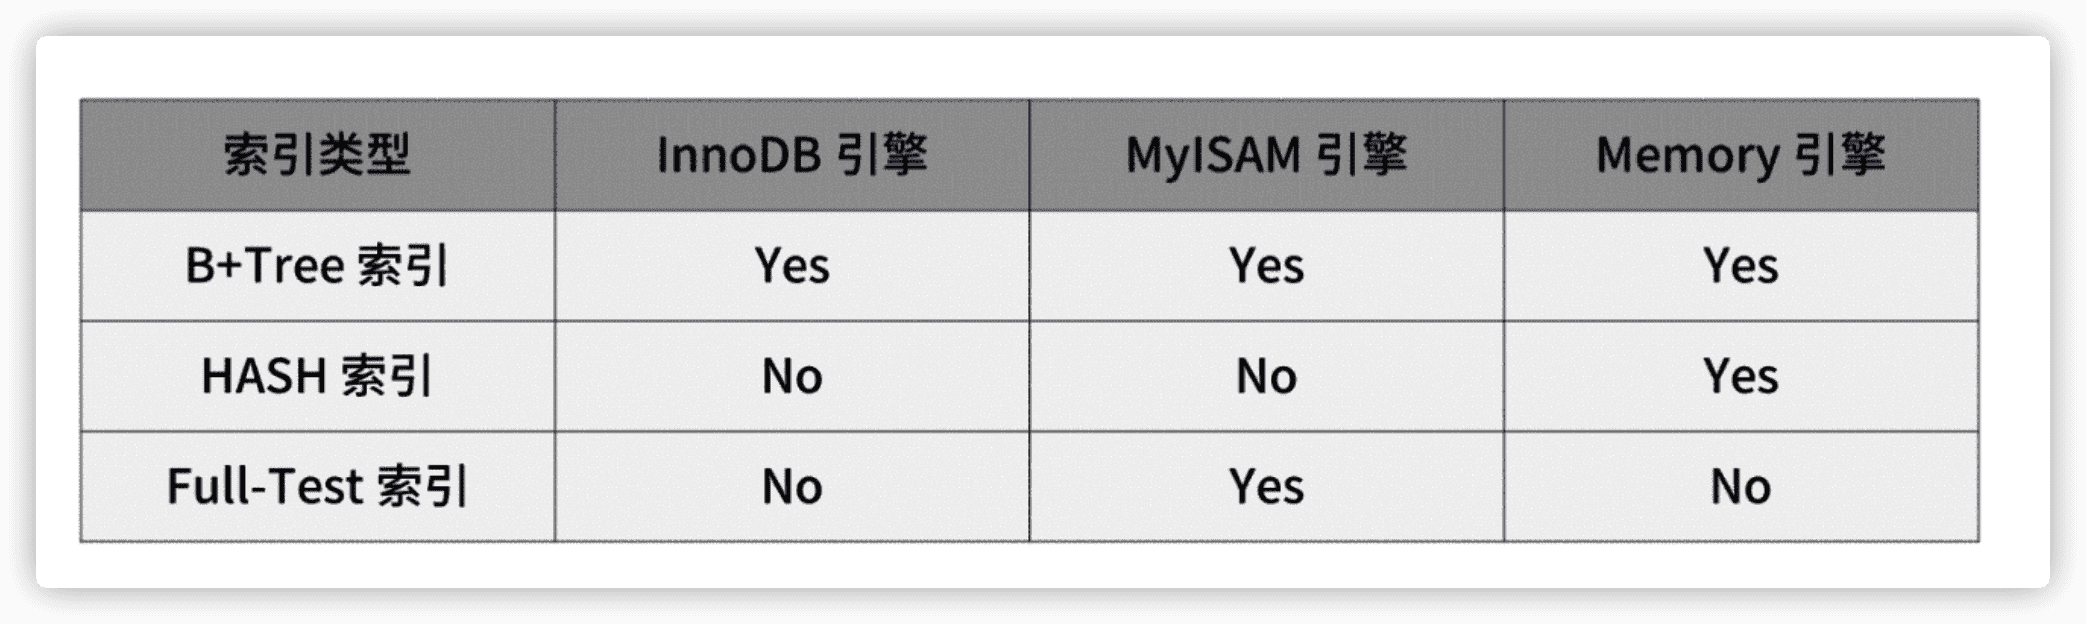 索引类型 InnoDB 引擎 MyISAM 引擎 Memory 引擎
B+Tree 索引 Yes Yes Yes
HASH 索引 No No Yes
Full-Test 索引 No Yes No